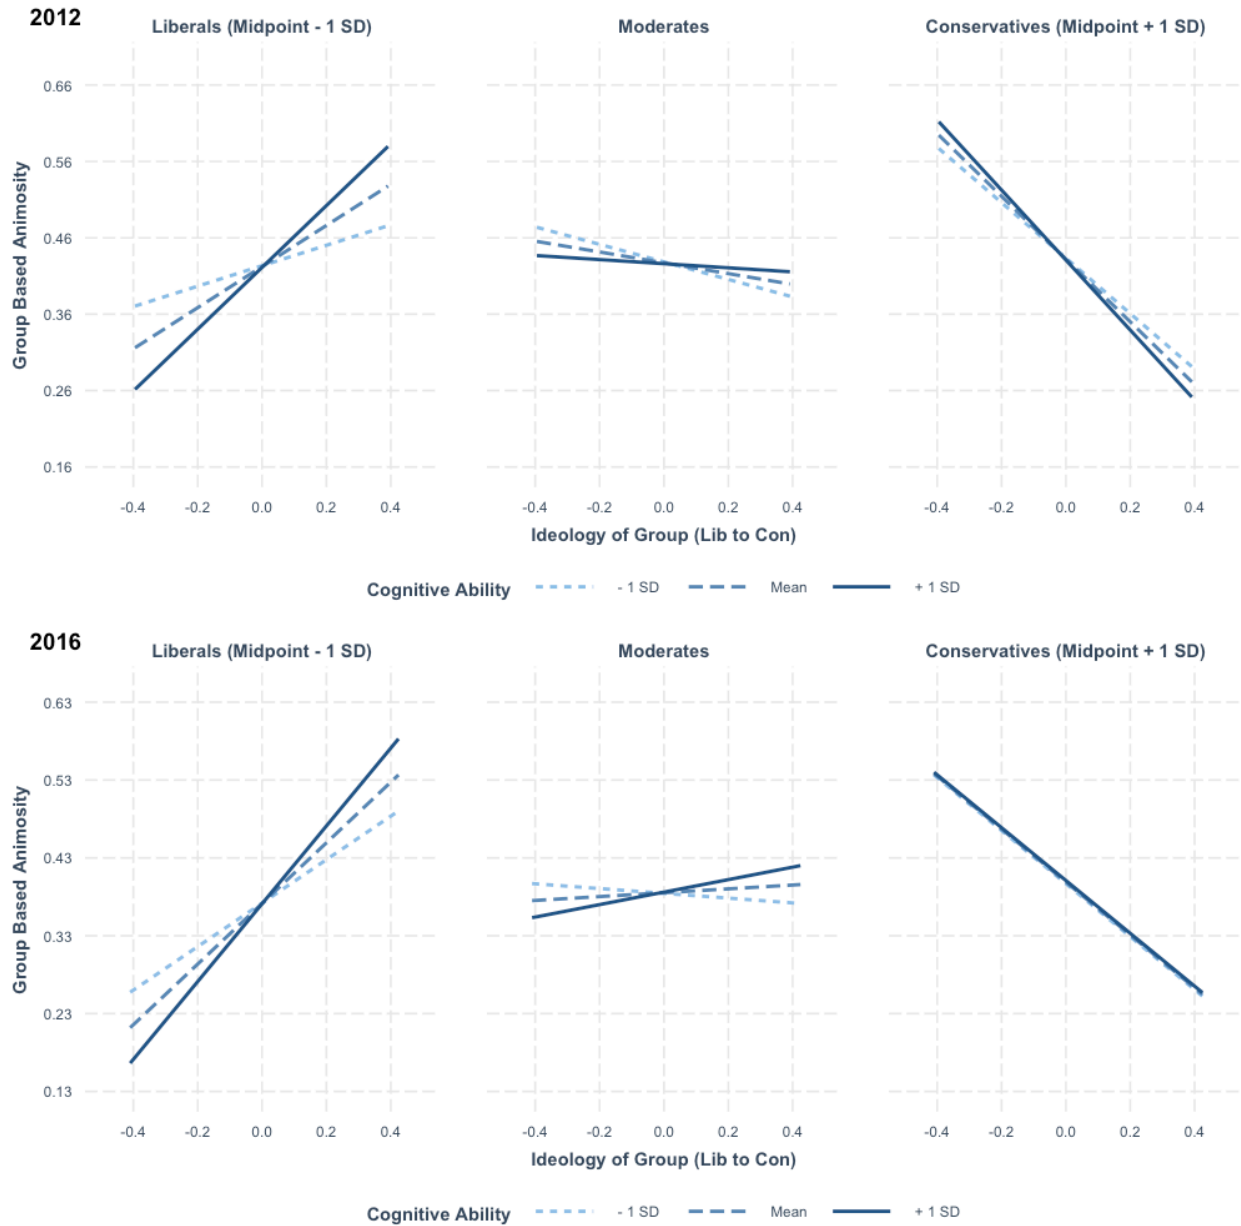 2012
Liberals (Midpoint - 1 SD) Moderates Conservatives (Midpoint + 1 SD)
Group Based Animosity
0.66
0.56
0.46
0.36
0.26
0.16
-0.4 -0.2 0.0 0.2 0.4 -0.4 -0.2 0.0 0.2 0.4 -0.4 -0.2 0.0 0.2 0.4
Ideology of Group (Lib to Con)
Cognitive Ability - 1 SD Mean + 1 SD
2016
Liberals (Midpoint - 1 SD) Moderates Conservatives (Midpoint + 1 SD)
Group Based Animosity
0.63
0.53
0.43
0.33
0.23
0.13
-0.4 -0.2 0.0 0.2 0.4 -0.4 -0.2 0.0 0.2 0.4 -0.4 -0.2 0.0 0.2 0.4
Ideology of Group (Lib to Con)
Cognitive Ability - 1 SD Mean + 1 SD